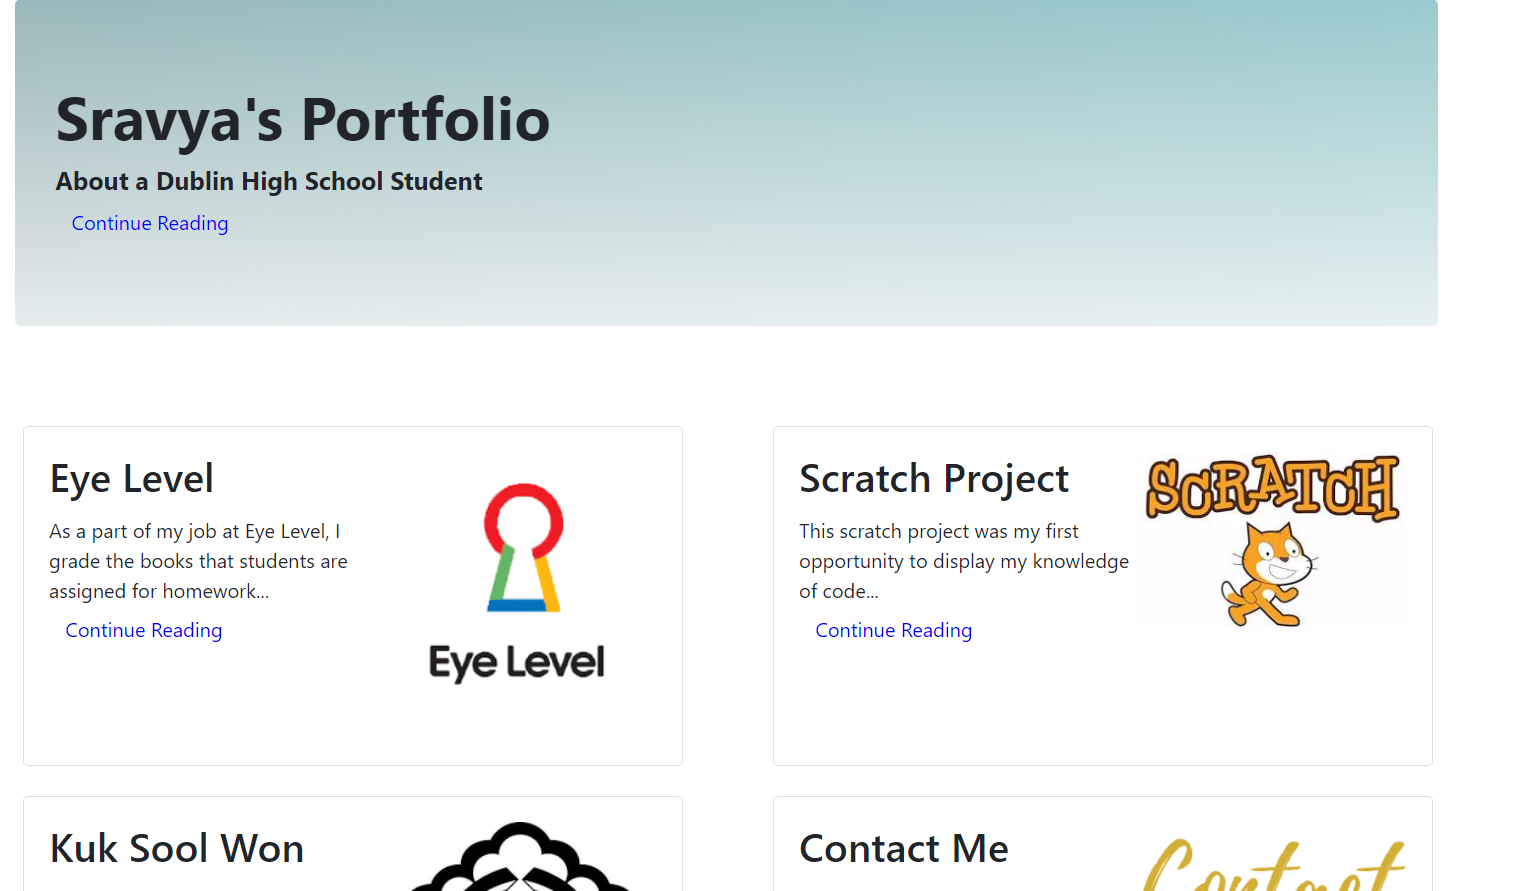 Sravya's Portfolio
About a Dublin High School Student
Continue Reading
Eye Level
As a part of my job at Eye Level, I
grade the books that students are
assigned for homework...
Continue Reading
Eye Level
Scratch Project
This scratch project was my first
opportunity to display my knowledge
of code...
Continue Reading
SCRATCH
Kuk Sool Won
Contact Me
Contact